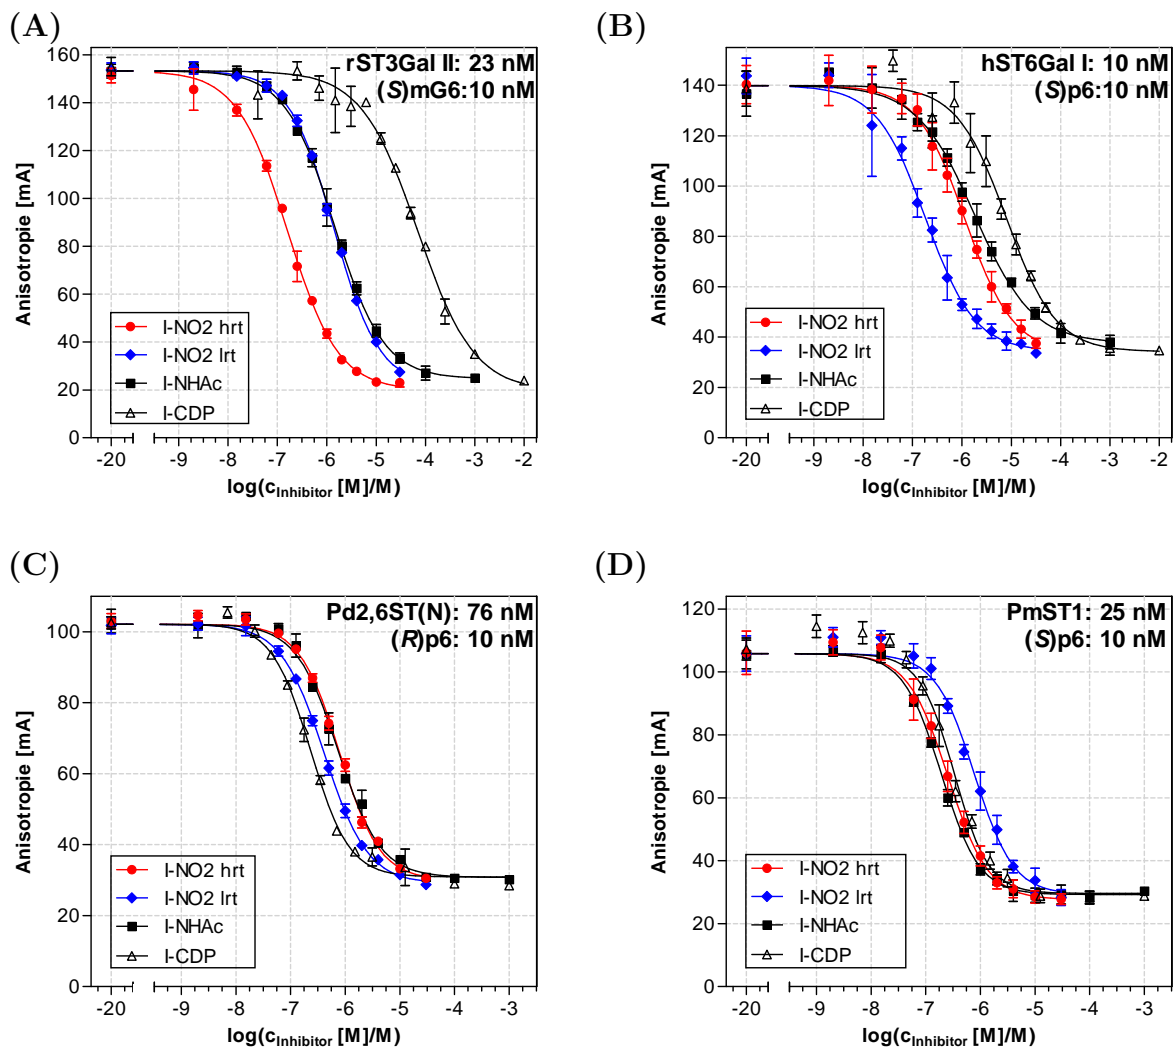 (A)
rST3Gal II: 23 nM
(S)mG6:10 nM
Anisotropie [mA]
160
140
120
100
80
60
40
20
0
I-NO2 hrt
I-NO2 lrt
I-NHAc
I-CDP
-20 -9 -8 -7 -6 -5 -4 -3 -2
log(cInhibitor [M]/M)
(B)
hST6Gal I: 10 nM
(S)p6:10 nM
Anisotropie [mA]
140
120
100
80
60
40
20
0
I-NO2 hrt
I-NO2 lrt
I-NHAc
I-CDP
-20 -9 -8 -7 -6 -5 -4 -3 -2
log(cInhibitor [M]/M)
(C)
Pd2,6ST(N): 76 nM
(R)p6: 10 nM
Anisotropie [mA]
100
80
60
40
20
0
I-NO2 hrt
I-NO2 lrt
I-NHAc
I-CDP
-20 -9 -8 -7 -6 -5 -4 -3
log(cInhibitor [M]/M)
(D)
PmST1: 25 nM
(S)p6: 10 nM
Anisotropie [mA]
120
100
80
60
40
20
0
I-NO2 hrt
I-NO2 lrt
I-NHAc
I-CDP
-20 -9 -8 -7 -6 -5 -4 -3
log(cInhibitor [M]/M)